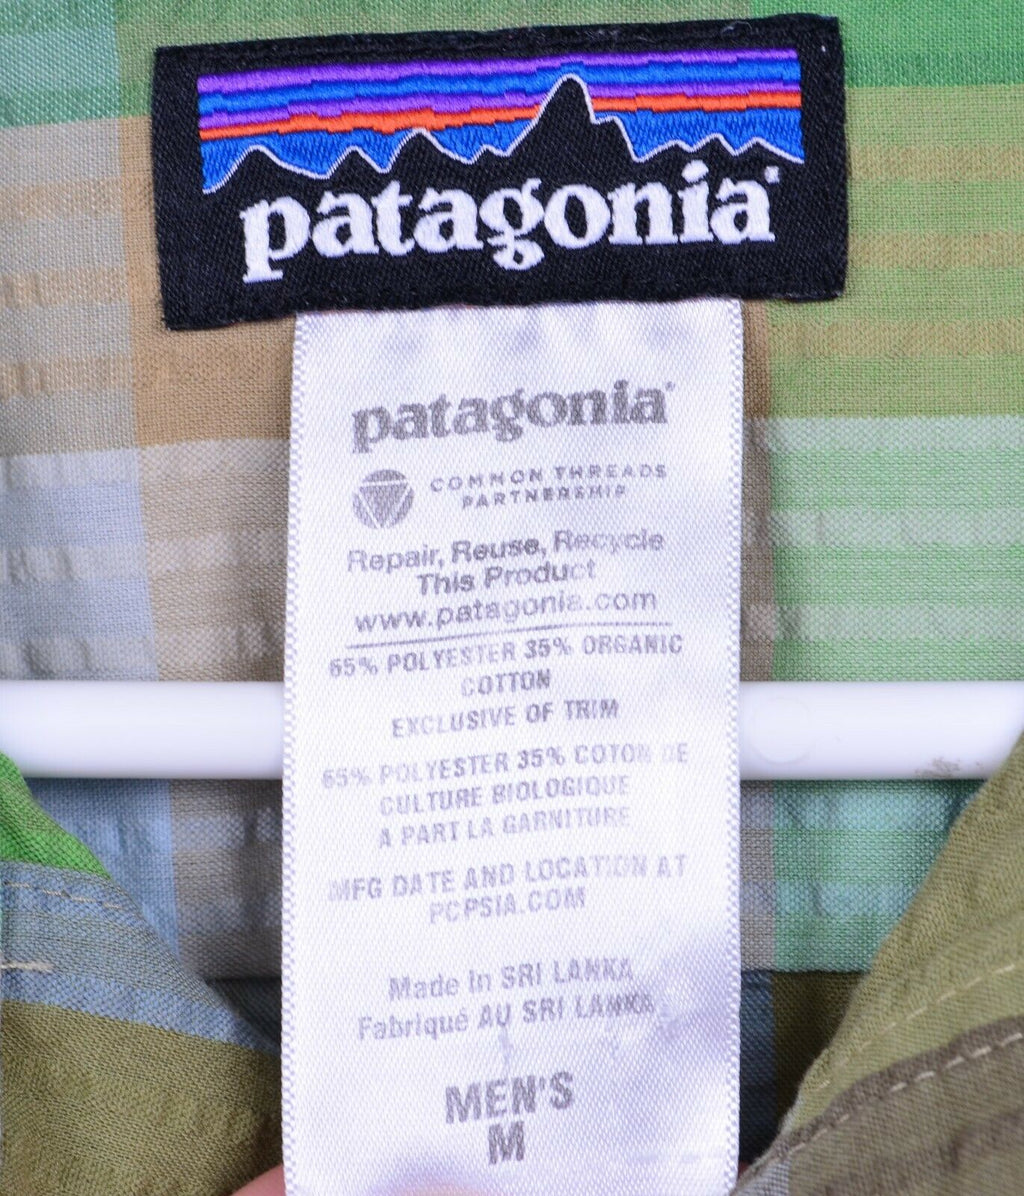 patagonia®
patagonia®
COMMON THREADS
PARTNERSHIP
Repair, Reuse, Recycle
This Product
www.patagonia.com
65% POLYESTER 35% ORGANIC
COTTON
EXCLUSIVE OF TRIM
65% POLYESTER 35% COTON DE
CULTURE BIOLOGIQUE
A PART LA GARNITURE
MFG DATE AND LOCATION AT
PCPSIA.COM
Made In SRI LANKA
Fabriqué AU SRI LANKA
MEN'S
M